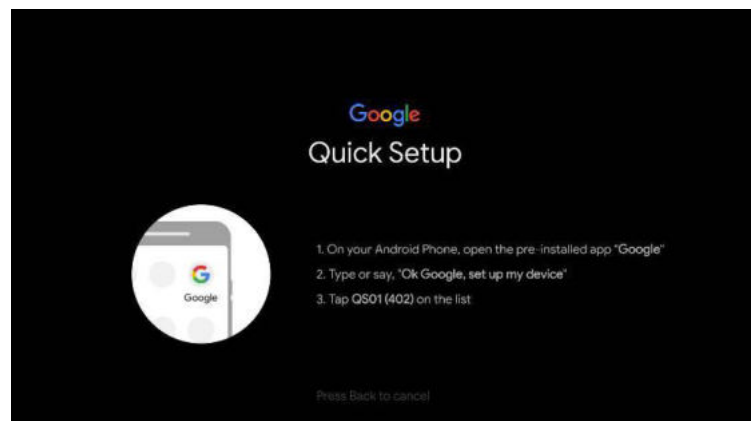 Google
Quick Setup
1. On your Android Phone, open the pre-installed app "Google"
2. Type or say, "Ok Google, set up my device"
3. Tap QS01 (402) on the list
G
Google
Press Back to cancel